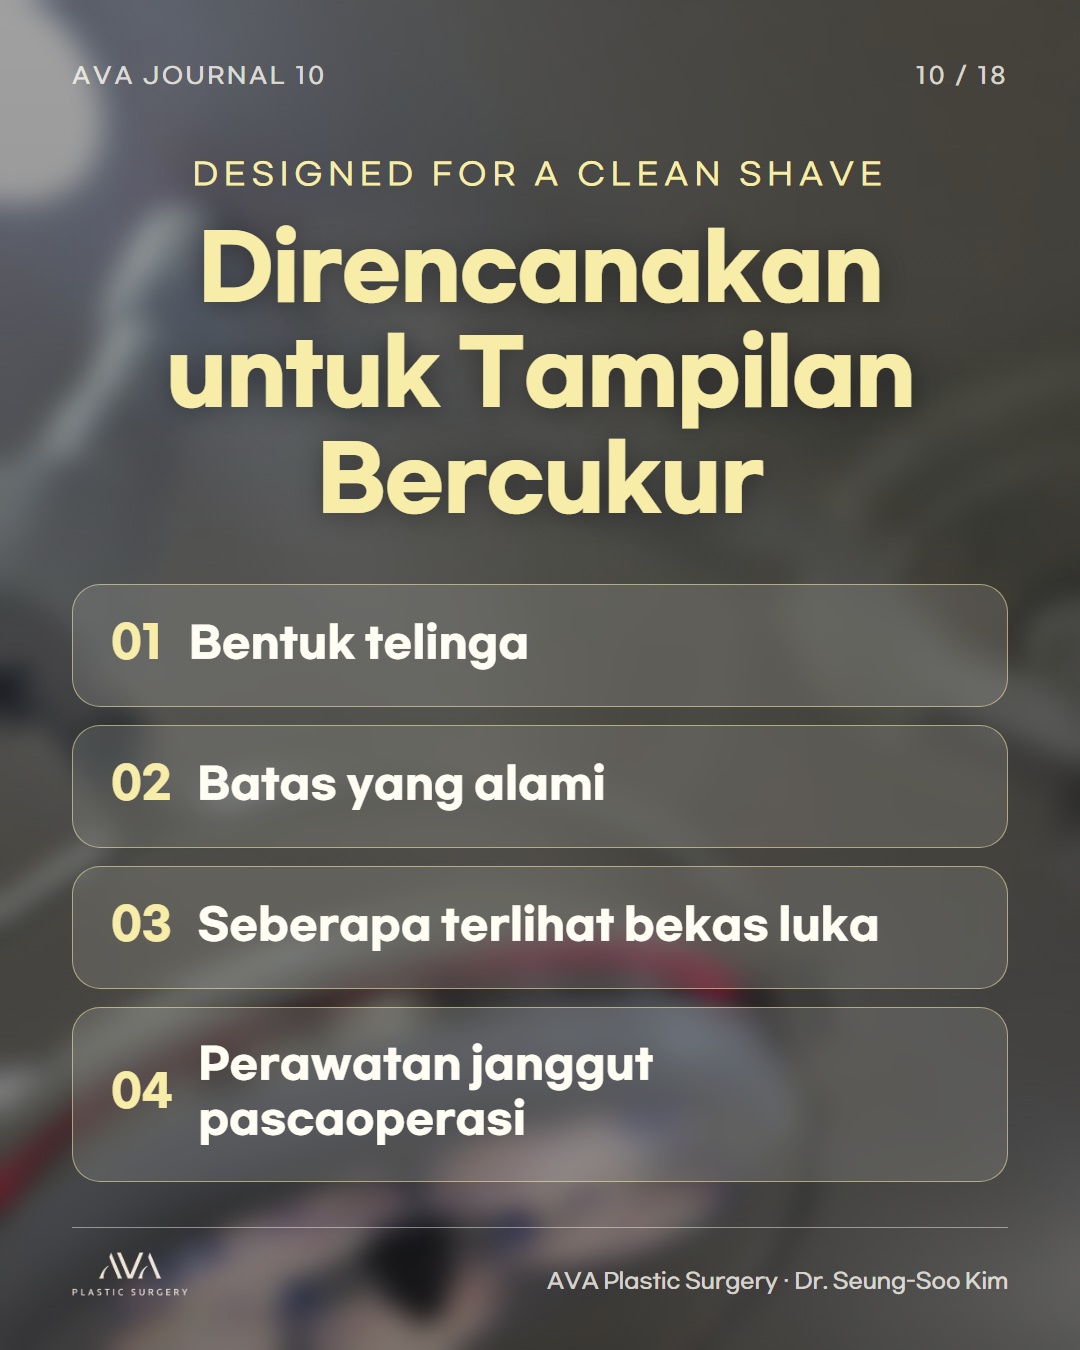 AVA JOURNAL 10
10 / 18
DESIGNED FOR A CLEAN SHAVE
Direncanakan
untuk Tampilan
Bercukur
01 Bentuk telinga
02 Batas yang alami
03 Seberapa terlihat bekas luka
04 Perawatan janggut
pascaoperasi
AVA
PLASTIC SURGERY
AVA Plastic Surgery · Dr. Seung-Soo Kim